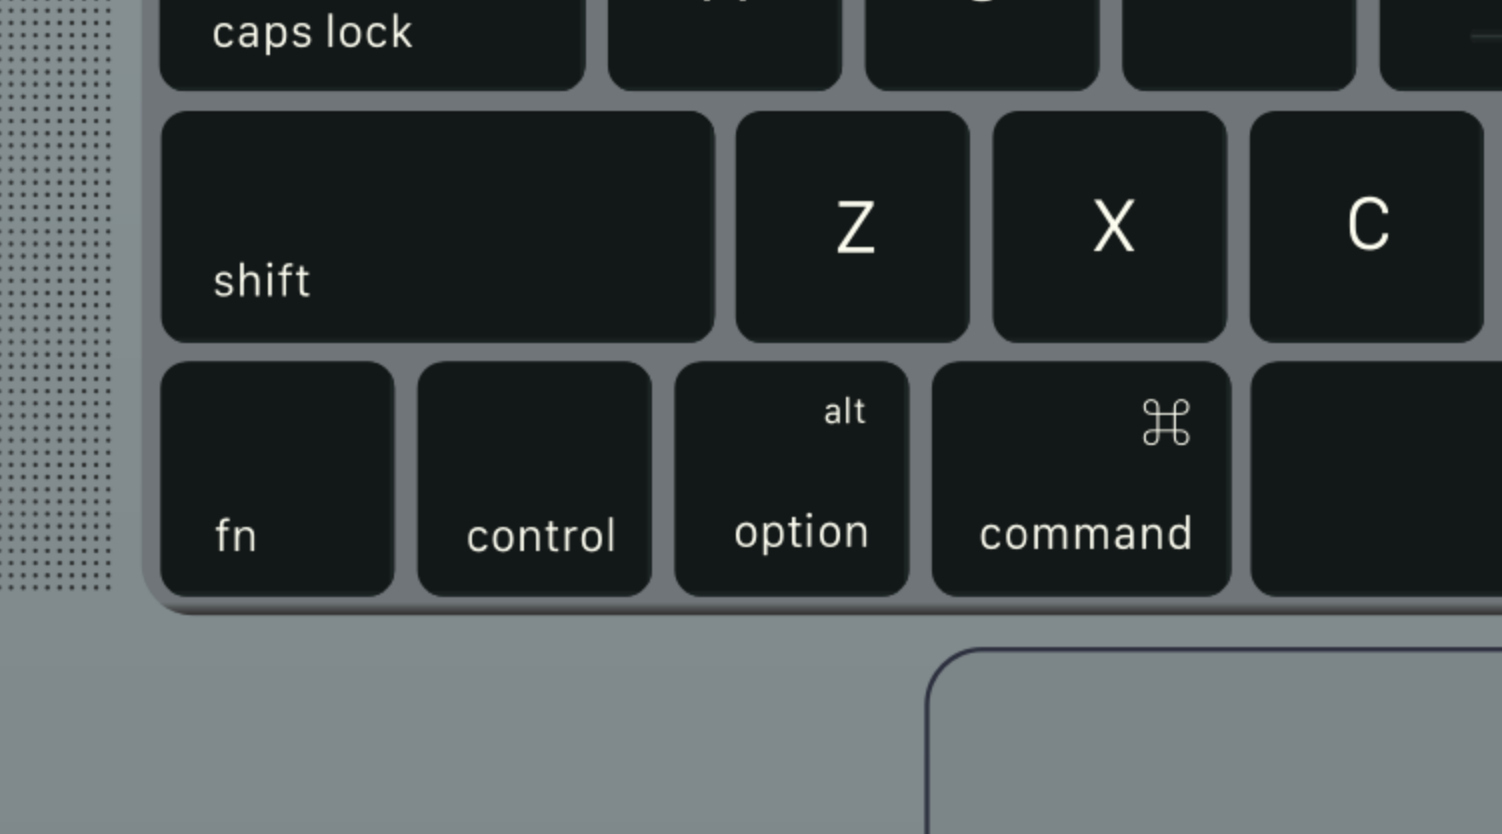 caps lock
shift
Z
X
C
fn
control
alt
option
⌘
command